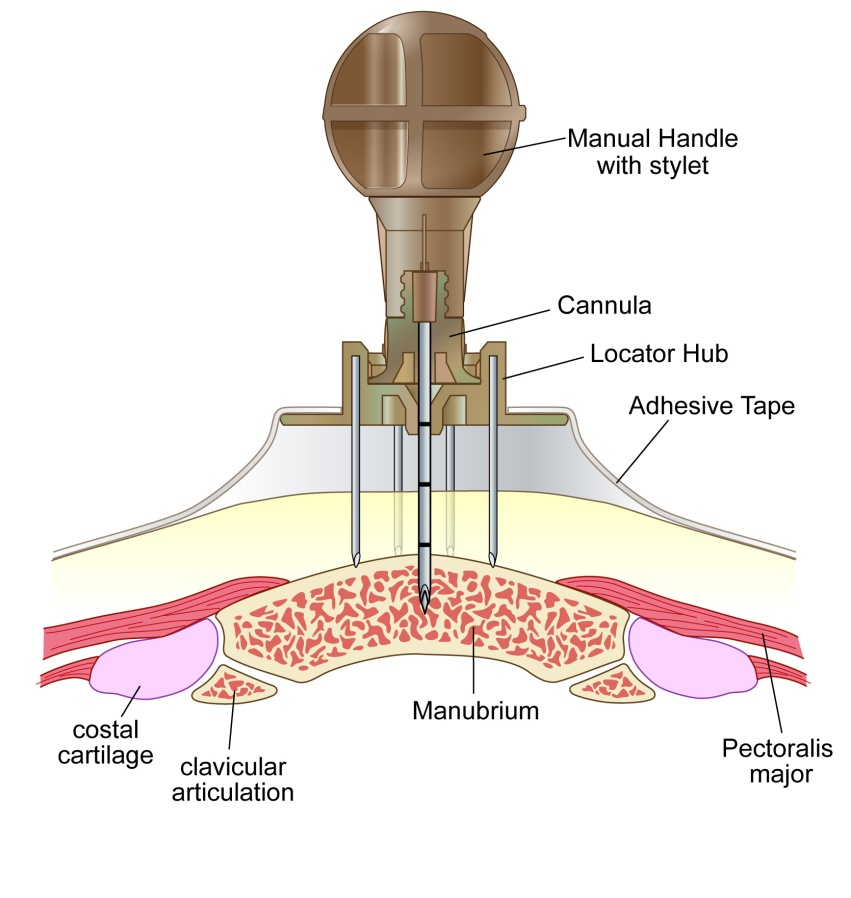 Manual Handle
with stylet
Cannula
Locator Hub
Adhesive Tape
Manubrium
costal
cartilage
clavicular
articulation
Pectoralis
major